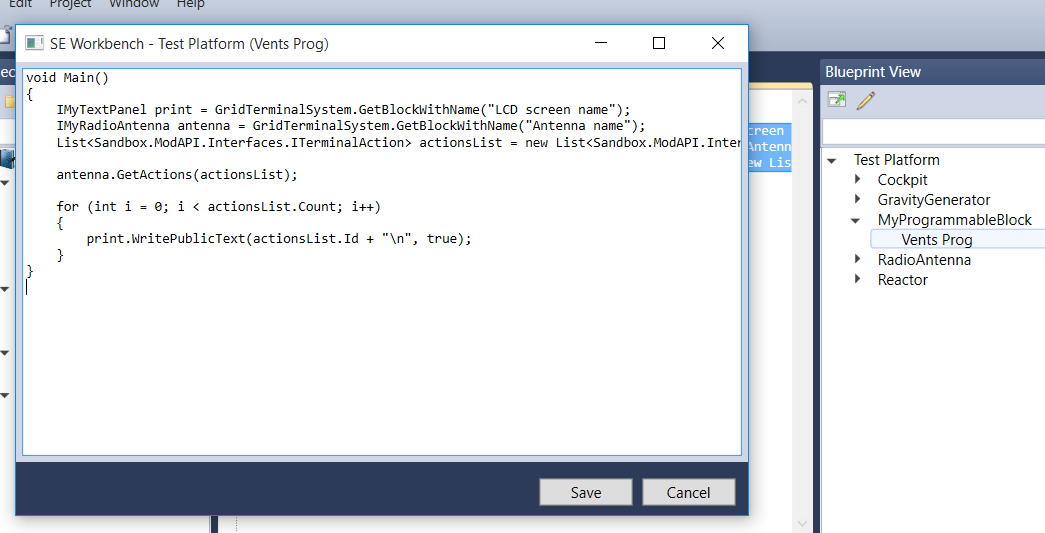 Edit Project Window Help
SE Workbench - Test Platform (Vents Prog)
void Main()
{
    IMyTextPanel print = GridTerminalSystem.GetBlockWithName("LCD screen name");
    IMyRadioAntenna antenna = GridTerminalSystem.GetBlockWithName("Antenna name");
    List<Sandbox.ModAPI.Interfaces.ITerminalAction> actionsList = new List<Sandbox.ModAPI.Inter
    antenna.GetActions(actionsList);
    for (int i = 0; i < actionsList.Count; i++)
    {
        print.WritePublicText(actionsList.Id + "\n", true);
    }
}
Save Cancel
creen
Antenn
ew Lis
Blueprint View
Test Platform
Cockpit
GravityGenerator
MyProgrammableBlock
Vents Prog
RadioAntenna
Reactor